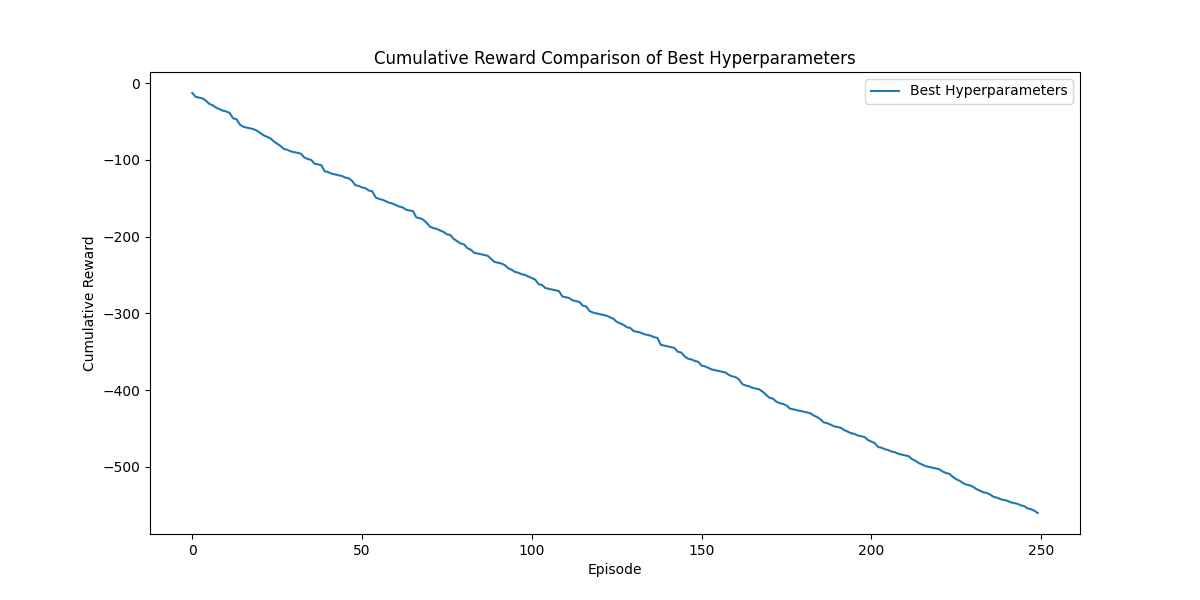 Cumulative Reward Comparison of Best Hyperparameters
Best Hyperparameters
Cumulative Reward
0
−100
−200
−300
−400
−500
0 50 100 150 200 250
Episode